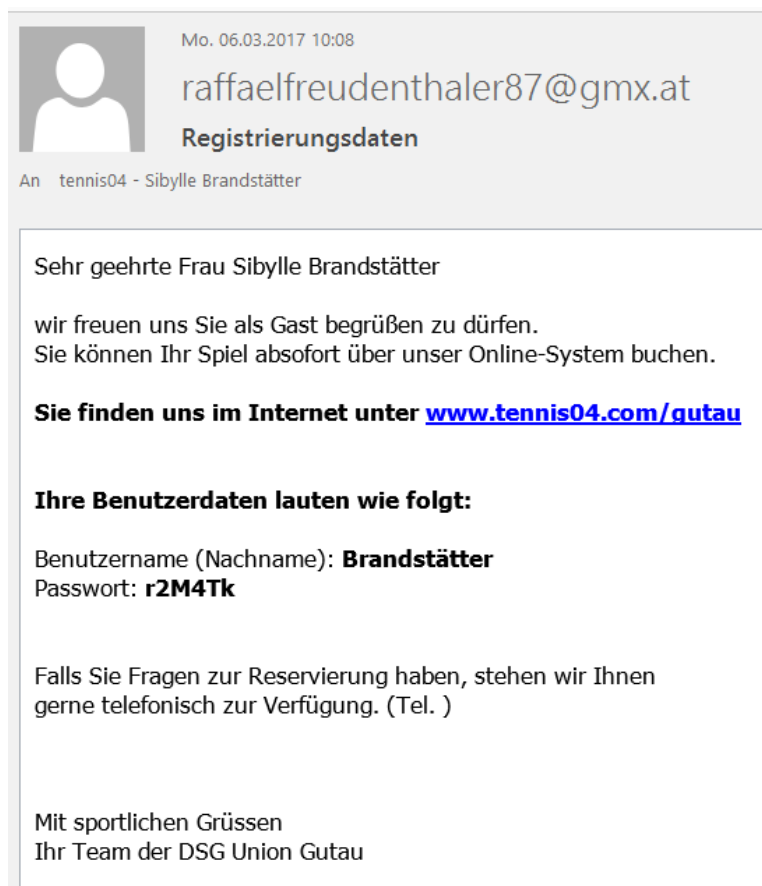 Mo. 06.03.2017 10:08
raffaelfreudenthaler87@gmx.at
Registrierungsdaten
An tennis04 - Sibylle Brandstätter
Sehr geehrte Frau Sibylle Brandstätter
wir freuen uns Sie als Gast begrüßen zu dürfen.
Sie können Ihr Spiel absofort über unser Online-System buchen.
Sie finden uns im Internet unter www.tennis04.com/gutau
Ihre Benutzerdaten lauten wie folgt:
Benutzername (Nachname): Brandstätter
Passwort: r2M4Tk
Falls Sie Fragen zur Reservierung haben, stehen wir Ihnen
gerne telefonisch zur Verfügung. (Tel. )
Mit sportlichen Grüssen
Ihr Team der DSG Union Gutau